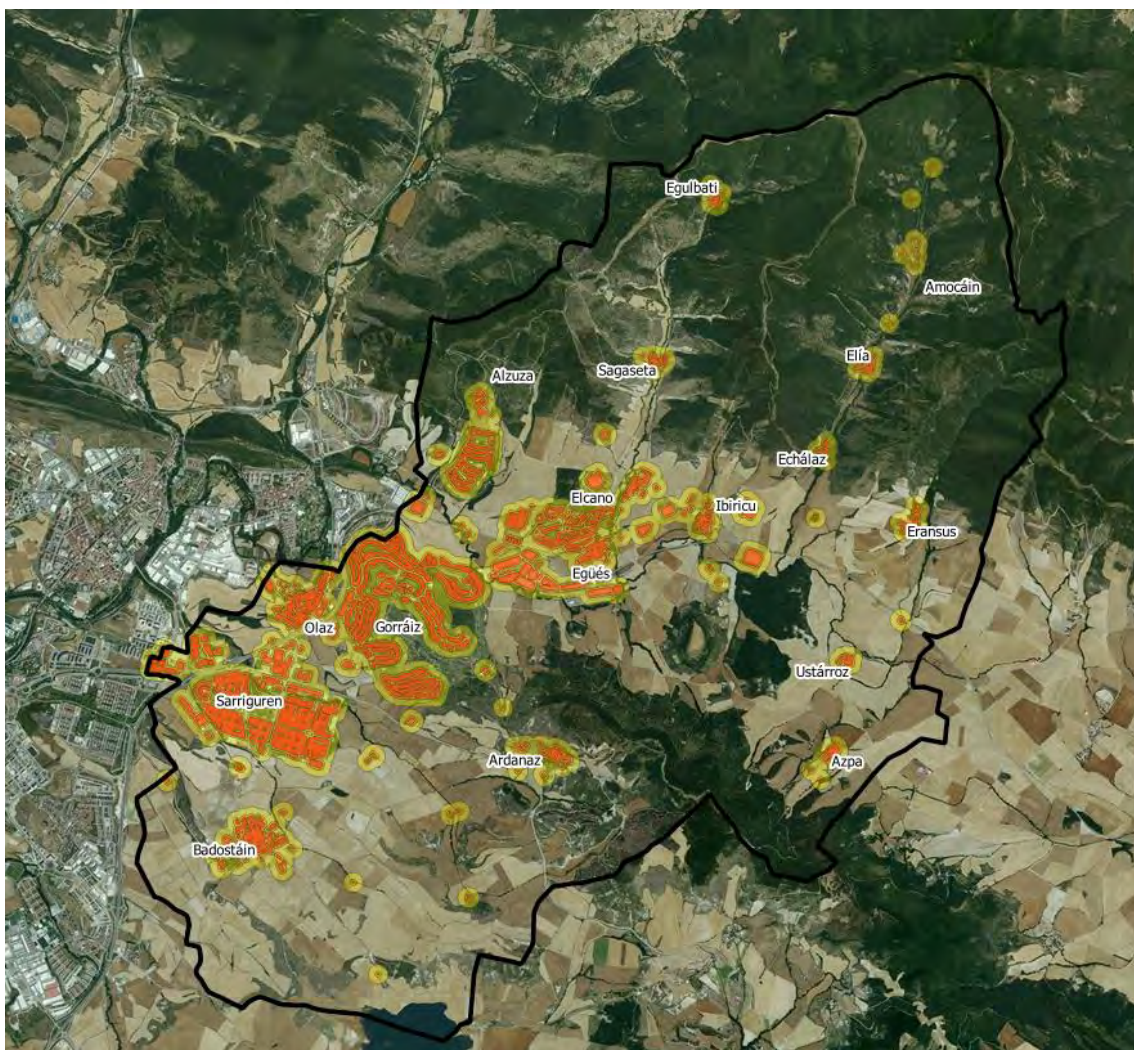 Egulbati
Amocáin
Elía
Sagaseta
Alzuza
Echálaz
Elcano
Ibiricu
Eransus
Egüés
Olaz
Gorráiz
Ustárroz
Sarriguren
Ardanaz
Azpa
Badostáin